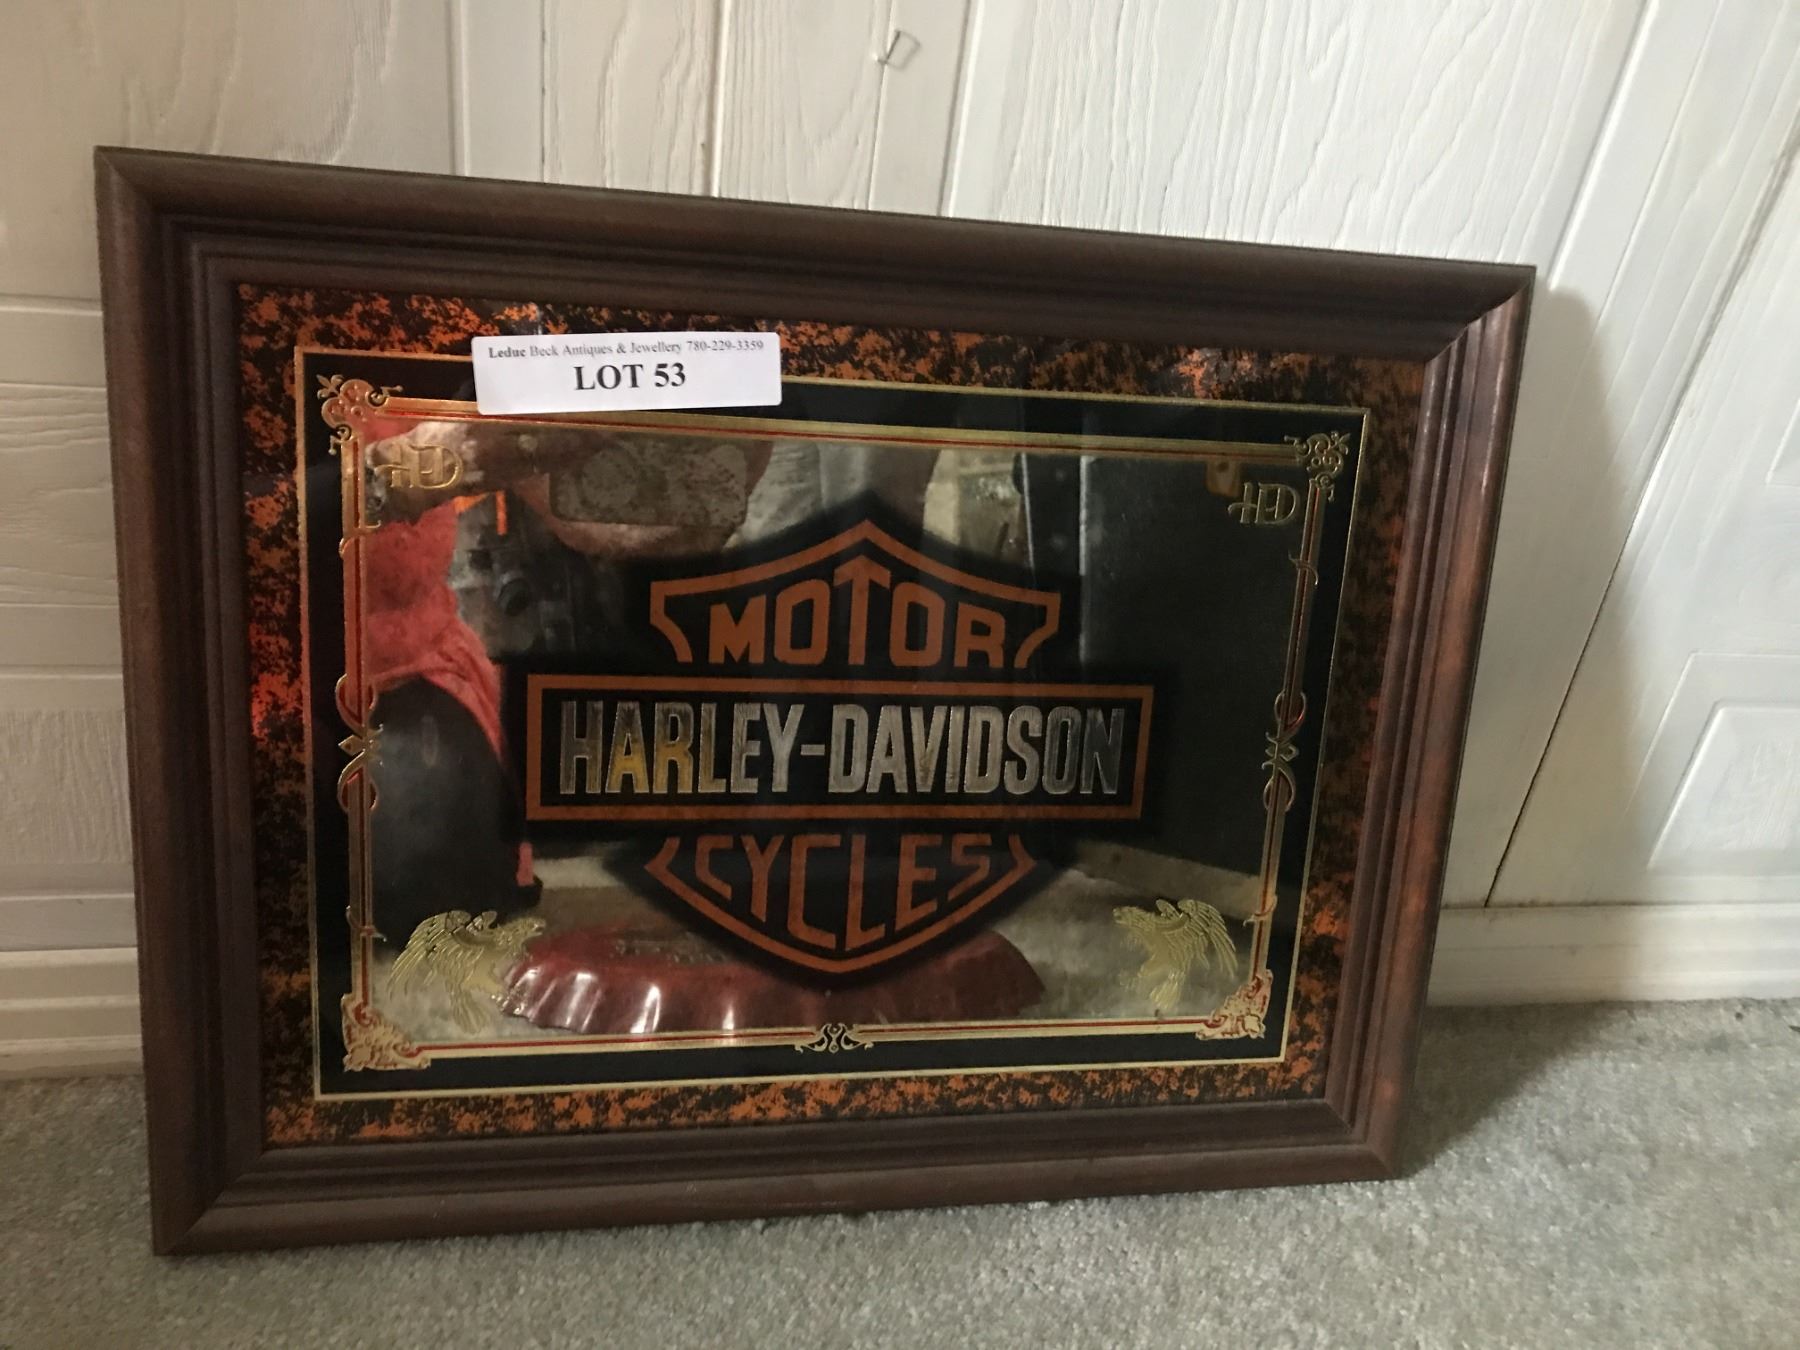 Leduc Beck Antiques & Jewellery 780-229-3359
LOT 53
HD
HD
MOTOR
HARLEY-DAVIDSON
CYCLES